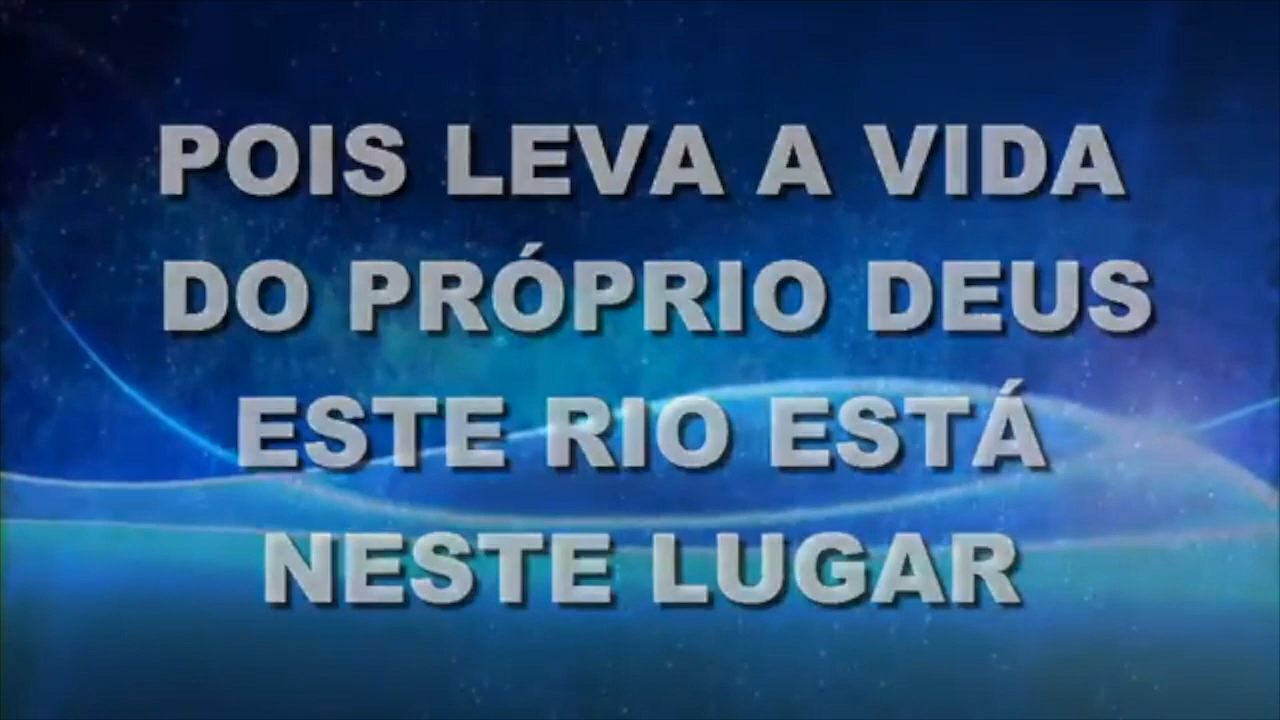 POIS LEVA A VIDA
DO PRÓPRIO DEUS
ESTE RIO ESTÁ
NESTE LUGAR